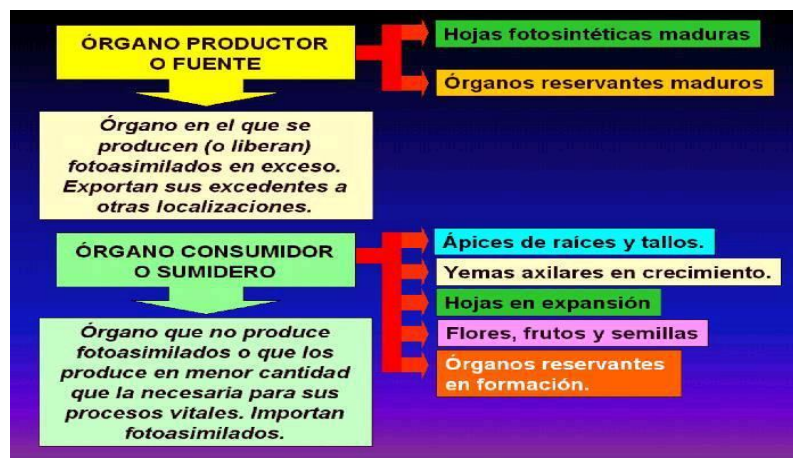 ÓRGANO PRODUCTOR
O FUENTE
Hojas fotosintéticas maduras
Órganos reservantes maduros
Órgano en el que se
producen (o liberan)
fotoasimilados en exceso.
Exportan sus excedentes a
otras localizaciones.
ÓRGANO CONSUMIDOR
O SUMIDERO
Ápices de raíces y tallos.
Yemas axilares en crecimiento.
Hojas en expansión
Flores, frutos y semillas
Órganos reservantes
en formación.
Órgano que no produce
fotoasimilados o que los
produce en menor cantidad
que la necesaria para sus
procesos vitales. Importan
fotoasimilados.